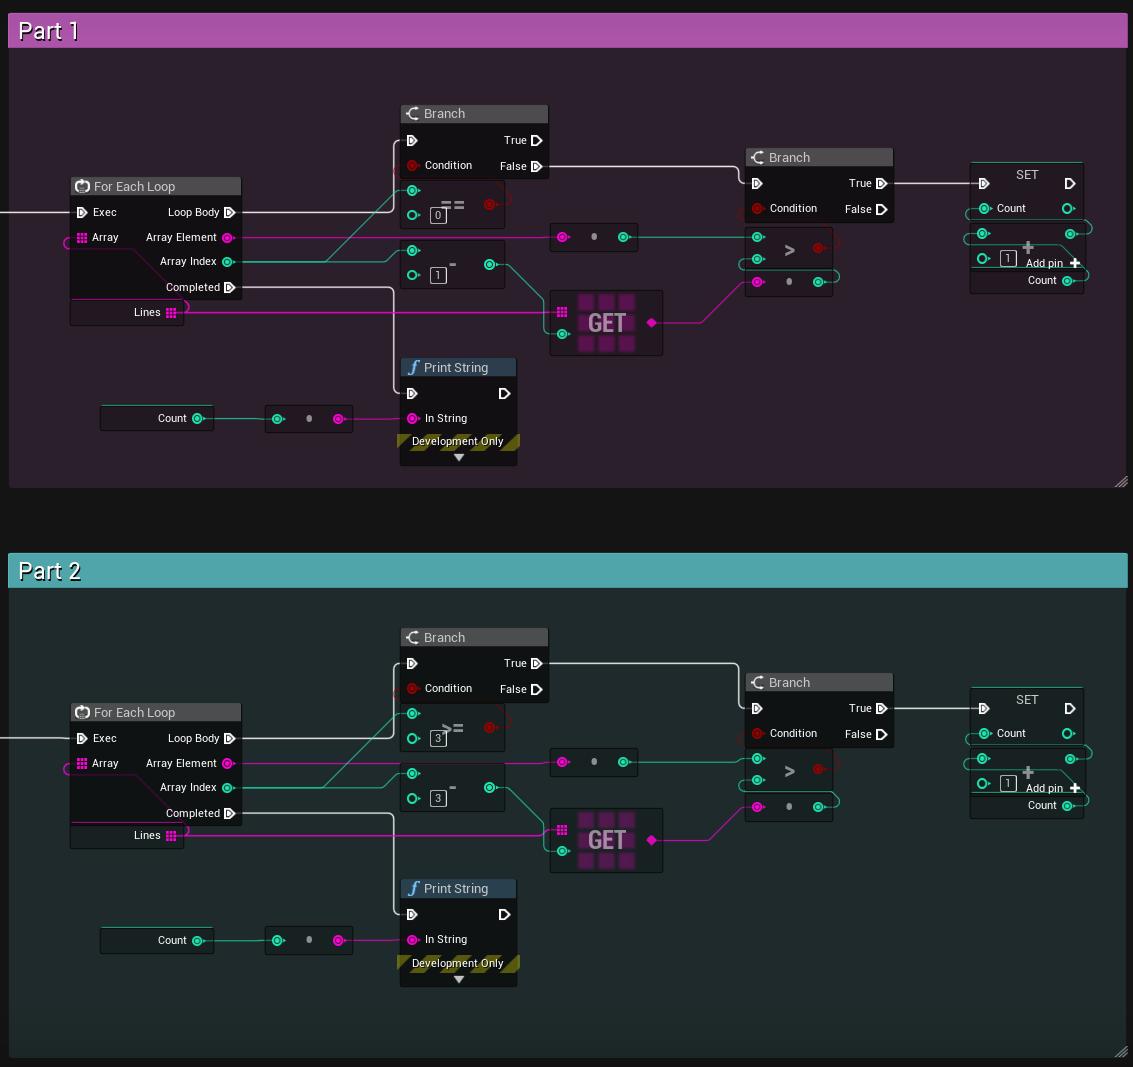 Part 1
Branch
True
Condition
False
Branch
True
Condition
False
SET
Count
For Each Loop
Exec
Loop Body
Array
Array Element
Array Index
Completed
Lines
==
0
-
1
>
+
1
Add pin
Count
GET
f Print String
In String
Development Only
Count
Part 2
Branch
True
Condition
False
Branch
True
Condition
False
SET
Count
For Each Loop
Exec
Loop Body
Array
Array Element
Array Index
Completed
Lines
>=
3
-
3
>
+
1
Add pin
Count
GET
f Print String
In String
Development Only
Count